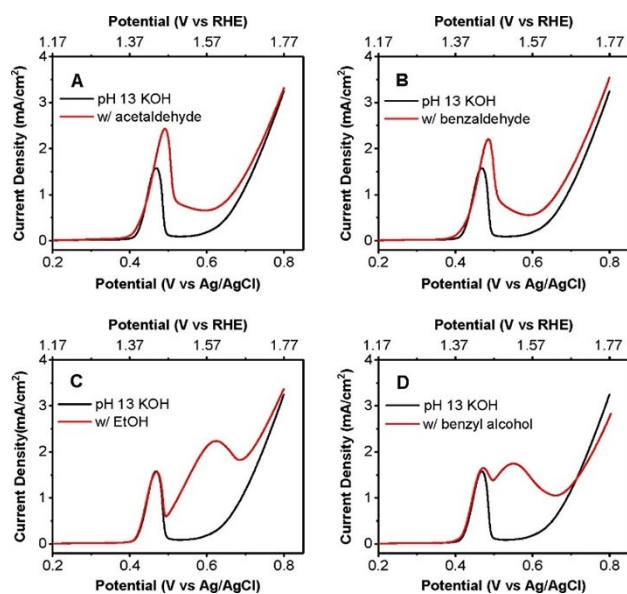 Potential (V vs RHE)
1.17 1.37 1.57 1.77
4
3
2
1
0
Current Density (mA/cm²)
A
pH 13 KOH
w/ acetaldehyde
0.2 0.4 0.6 0.8
Potential (V vs Ag/AgCl)
Potential (V vs RHE)
1.17 1.37 1.57 1.77
4
3
2
1
0
Current Density (mA/cm²)
B
pH 13 KOH
w/ benzaldehyde
0.2 0.4 0.6 0.8
Potential (V vs Ag/AgCl)
Potential (V vs RHE)
1.17 1.37 1.57 1.77
4
3
2
1
0
Current Density(mA/cm²)
C
pH 13 KOH
w/ EtOH
0.2 0.4 0.6 0.8
Potential (V vs Ag/AgCl)
Potential (V vs RHE)
1.17 1.37 1.57 1.77
4
3
2
1
0
Current Density (mA/cm²)
D
pH 13 KOH
w/ benzyl alcohol
0.2 0.4 0.6 0.8
Potential (V vs Ag/AgCl)